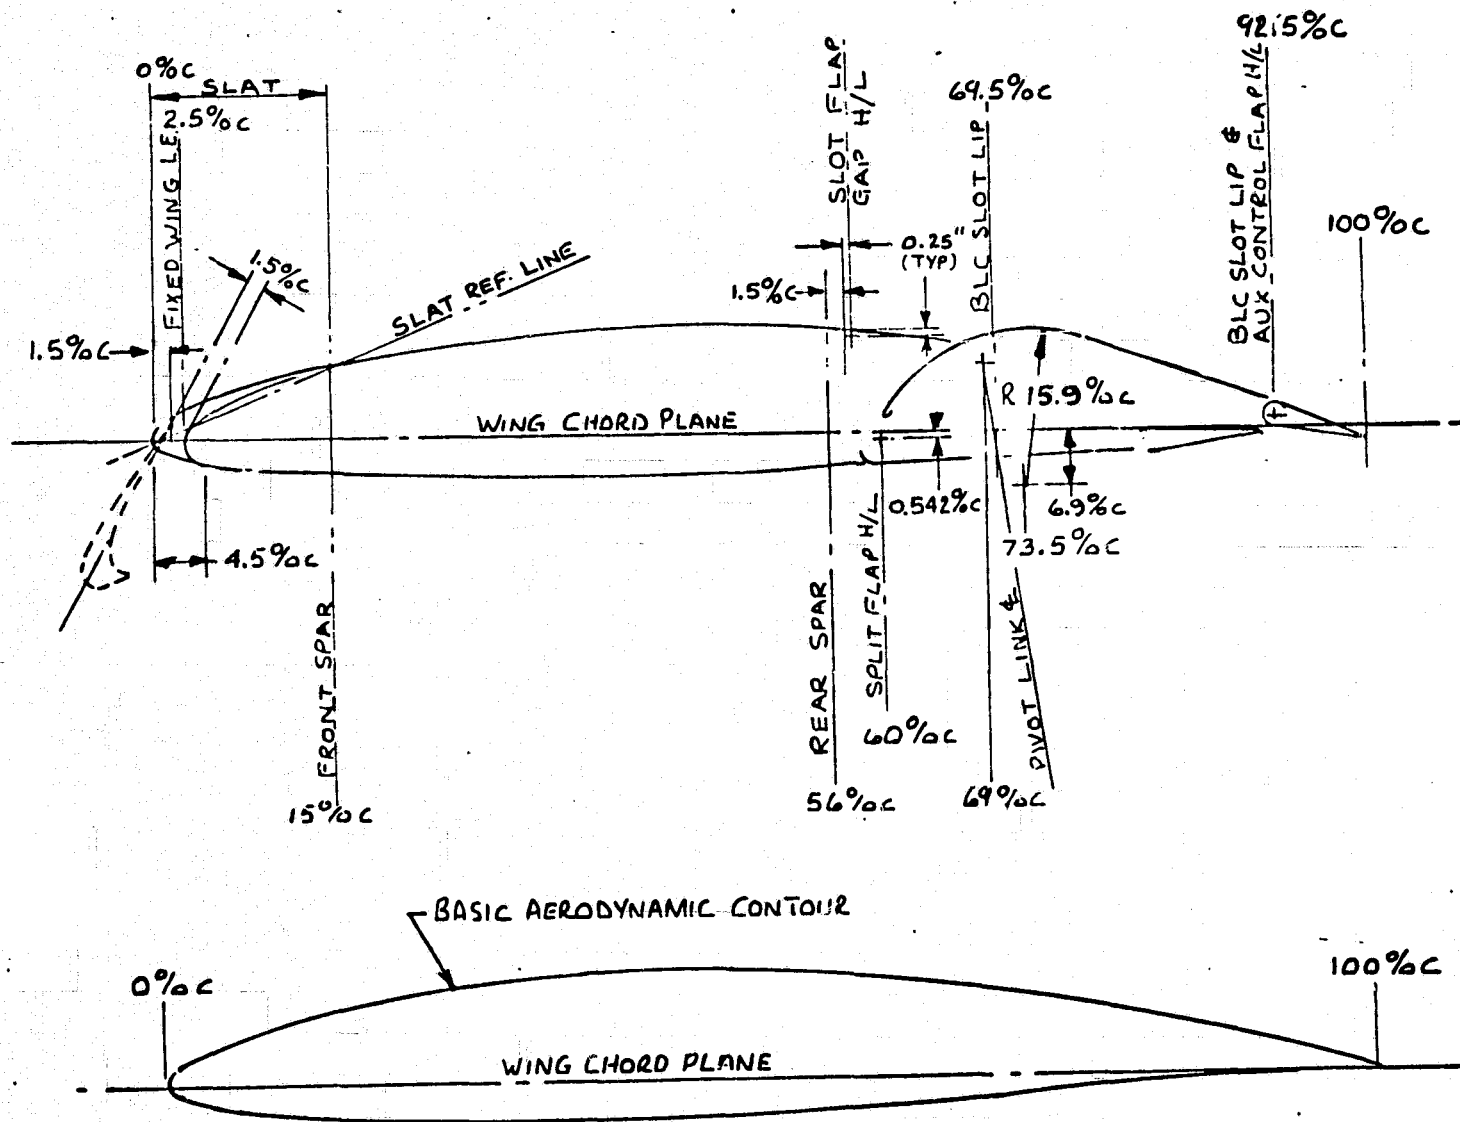 92.5%C
0%C
SLAT
2.5%C
FIXED WING LE
1.5%C
SLAT REF. LINE
1.5%C
SLOT FLAP
GAP H/L
0.25"
(TYP)
1.5%C
69.5%C
BLC SLOT LIP
BLC SLOT LIP &
AUX CONTROL FLAP H/L
100%C
WING CHORD PLANE
R 15.9%C
0.542%C
6.9%C
73.5%C
4.5%C
FRONT SPAR
15%C
REAR SPAR
56%C
SPLIT FLAP H/L
60%C
PIVOT LINK ℄
69%C
BASIC AERODYNAMIC CONTOUR
0%C
100%C
WING CHORD PLANE